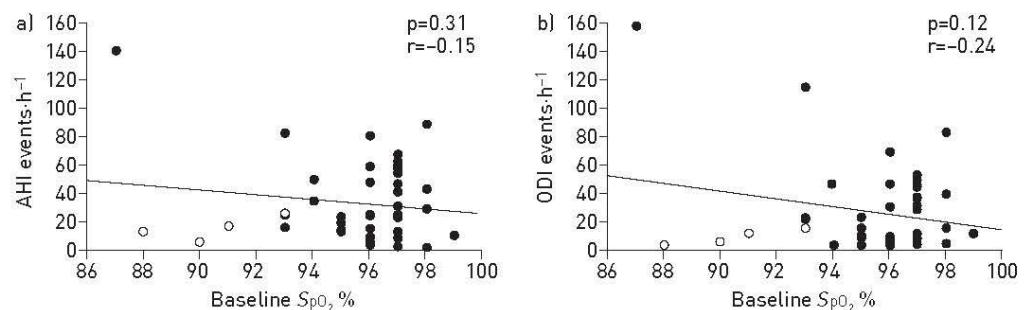 a)
p=0.31
r=–0.15
AHI events·h⁻¹
160
140
120
100
80
60
40
20
0
86 88 90 92 94 96 98 100
Baseline SpO₂, %
b)
p=0.12
r=–0.24
ODI events·h⁻¹
160
140
120
100
80
60
40
20
0
86 88 90 92 94 96 98 100
Baseline SpO₂, %